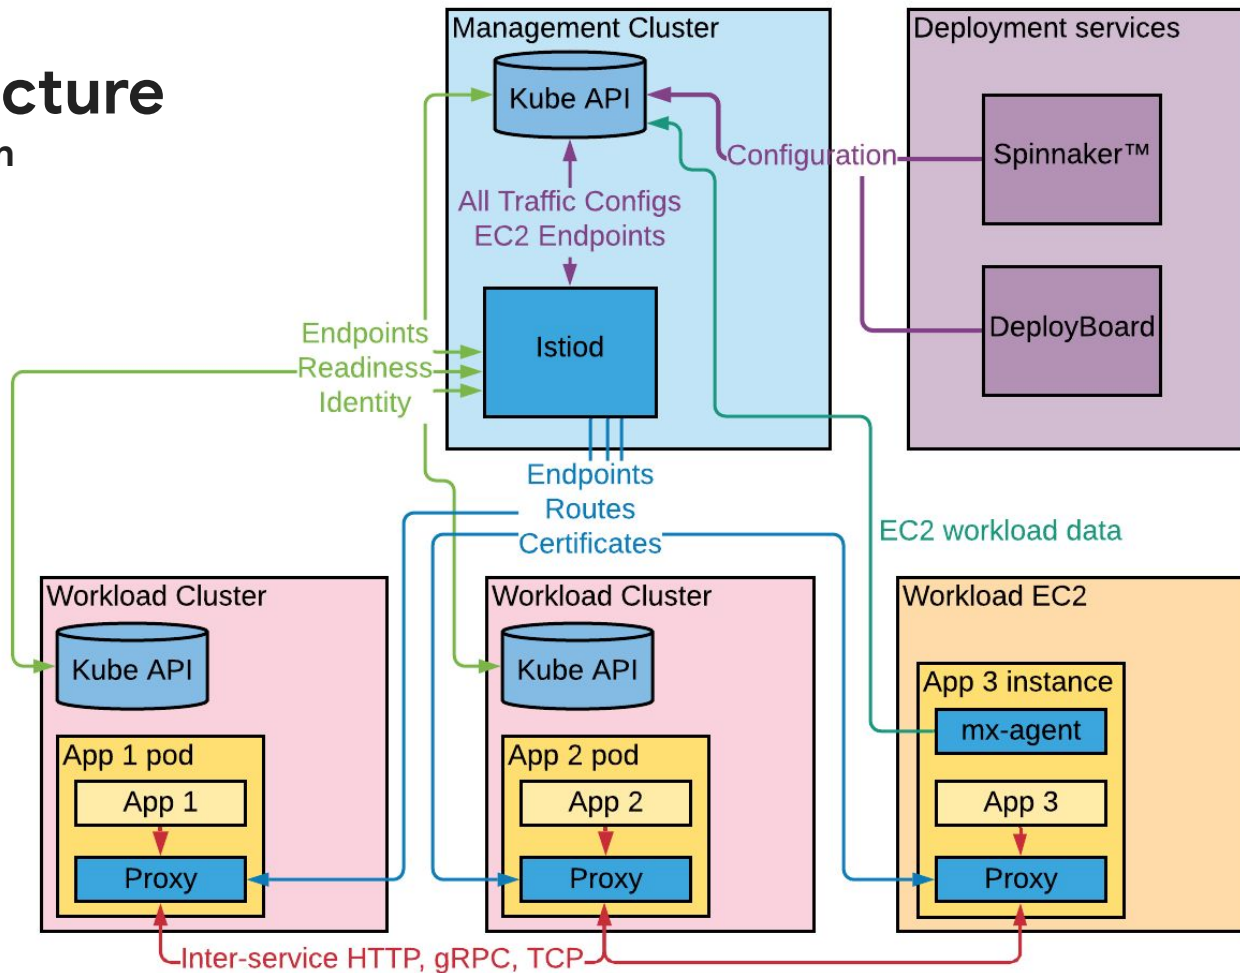 cture
n
Management Cluster
Kube API
All Traffic Configs
EC2 Endpoints
Istiod
Deployment services
Spinnaker™
DeployBoard
Configuration
Endpoints
Readiness
Identity
Endpoints
Routes
Certificates
EC2 workload data
Workload Cluster
Kube API
App 1 pod
App 1
Proxy
Workload Cluster
Kube API
App 2 pod
App 2
Proxy
Workload EC2
App 3 instance
mx-agent
App 3
Proxy
Inter-service HTTP, gRPC, TCP